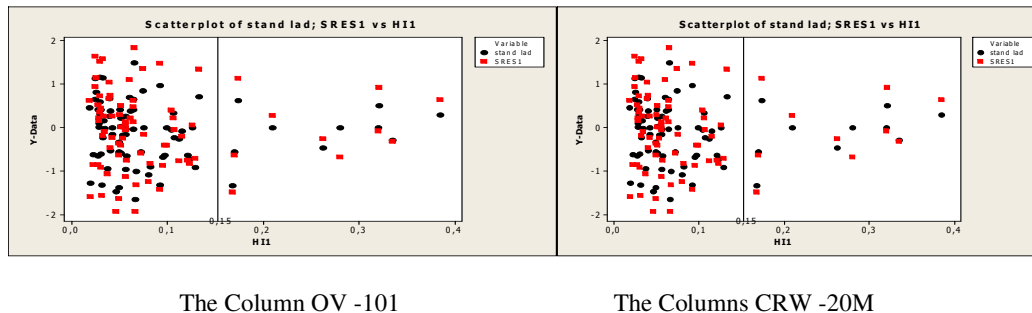 Scatterplot of stand lad; SRES1 vs HI1
Y-Data
2
1
0
-1
-2
0,0
0,1
0,15
0,2
0,3
0,4
HI1
Variable
stand lad
SRES1
Scatterplot of stand lad; SRES1 vs HI1
Y-Data
2
1
0
-1
-2
0,0
0,1
0,15
0,2
0,3
0,4
HI1
Variable
stand lad
SRES1
The Column OV -101
The Columns CRW -20M